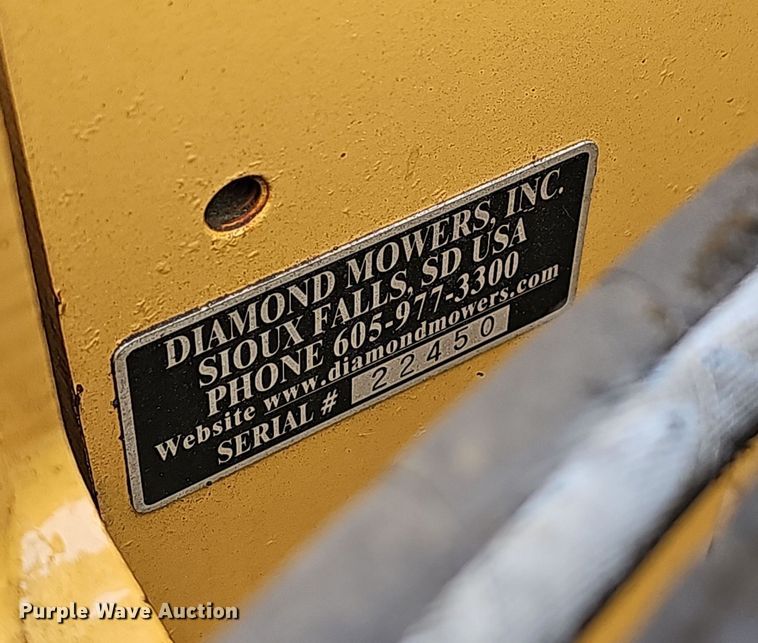 DIAMOND MOWERS, INC.
SIOUX FALLS, SD USA
PHONE 605-977-3300
Website www.diamondmowers.com
SERIAL # 22450
Purple Wave Auction